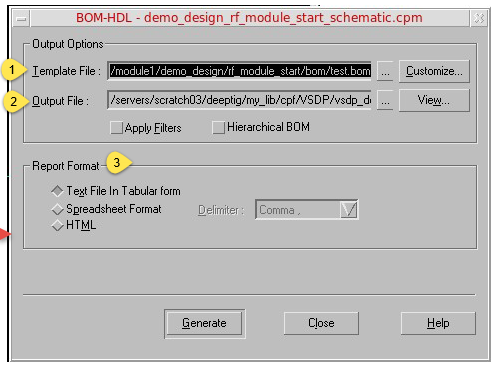 BOM-HDL - demo_design_rf_module_start_schematic.cpm
Output Options
1 Template File : /module1/demo_design/rf_module_start/bom/test.bom ... Customize...
2 Output File : /servers/scratch03/deeptig/my_lib/cpf/VSDP/vsdp_de ... View...
Apply Filters Hierarchical BOM
Report Format 3
Text File In Tabular form
Spreadsheet Format Delimiter : Comma ,
HTML
Generate Close Help